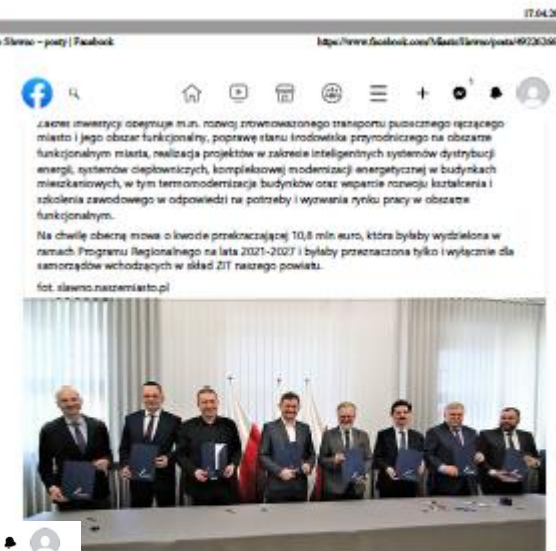 17.04.20
o Sławno – posty | Facebook
https://www.facebook.com/MiastoSlawno/posts/
Zakres inwestycji obejmuje m.in. rozwój zrównoważonego transportu publicznego łączącego
miasto i jego obszar funkcjonalny, poprawę stanu środowiska przyrodniczego na obszarze
funkcjonalnym miasta, realizacja projektów w zakresie inteligentnych systemów dystrybucji
energii, systemów ciepłowniczych, kompleksowej modernizacji energetycznej w budynkach
mieszkaniowych, w tym termomodernizacja budynków oraz wsparcie rozwoju kształcenia i
szkolenia zawodowego w odpowiedzi na potrzeby i wyzwania rynku pracy w obszarze
funkcjonalnym.
Na chwilę obecną mowa o kwocie przekraczającej 10,8 mln euro, która byłaby wydzielona w
ramach Programu Regionalnego na lata 2021-2027 i byłaby przeznaczona tylko i wyłącznie dla
samorządów wchodzących w skład ZIT naszego powiatu.
fot. slawno.naszemiasto.pl